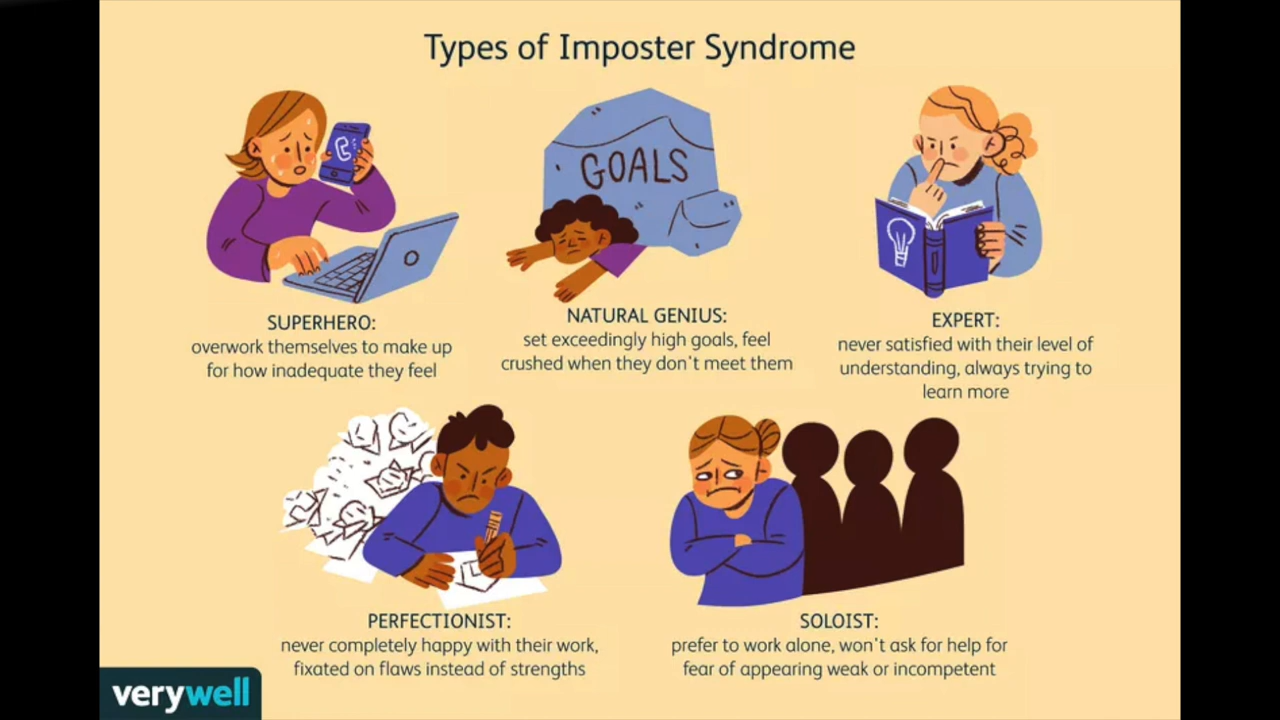 Types of Imposter Syndrome
GOALS
SUPERHERO:
overwork themselves to make up
for how inadequate they feel
NATURAL GENIUS:
set exceedingly high goals, feel
crushed when they don't meet them
EXPERT:
never satisfied with their level of
understanding, always trying to
learn more
PERFECTIONIST:
never completely happy with their work,
fixated on flaws instead of strengths
SOLOIST:
prefer to work alone, won't ask for help for
fear of appearing weak or incompetent
verywell